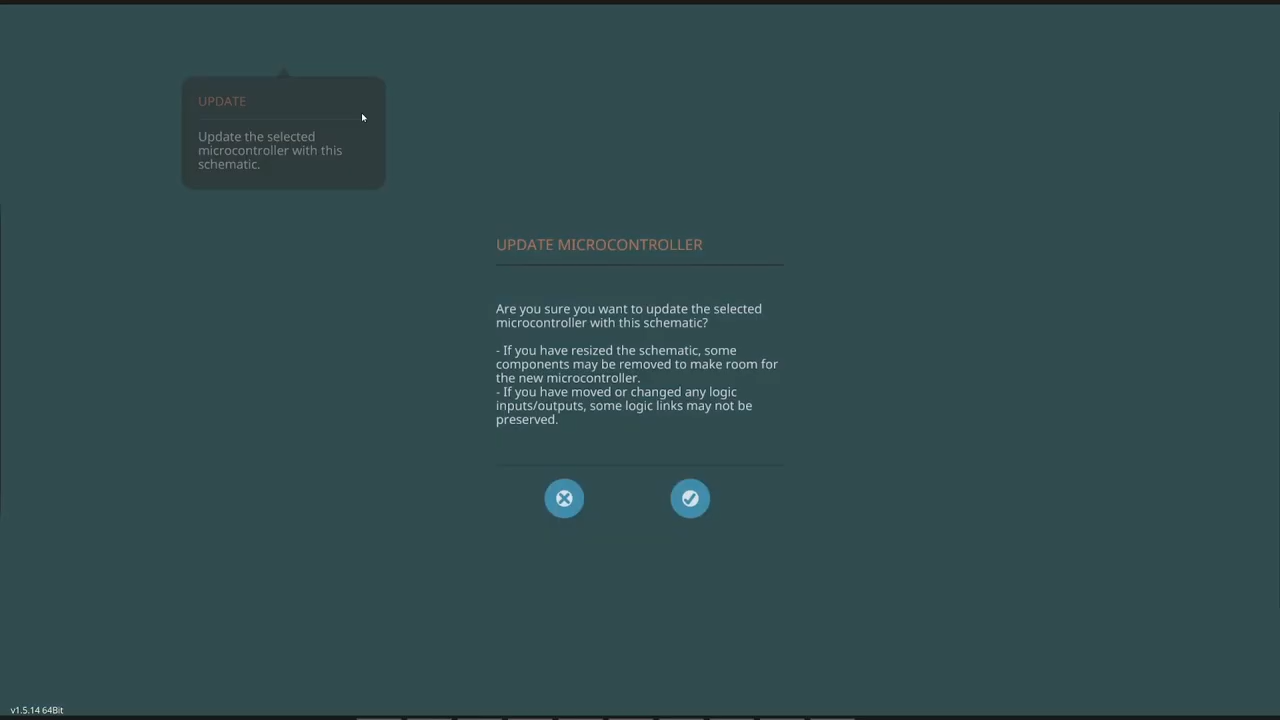 UPDATE
Update the selected
microcontroller with this
schematic.
UPDATE MICROCONTROLLER
Are you sure you want to update the selected
microcontroller with this schematic?
- If you have resized the schematic, some
components may be removed to make room for
the new microcontroller.
- If you have moved or changed any logic
inputs/outputs, some logic links may not be
preserved.
v1.5.14 64Bit